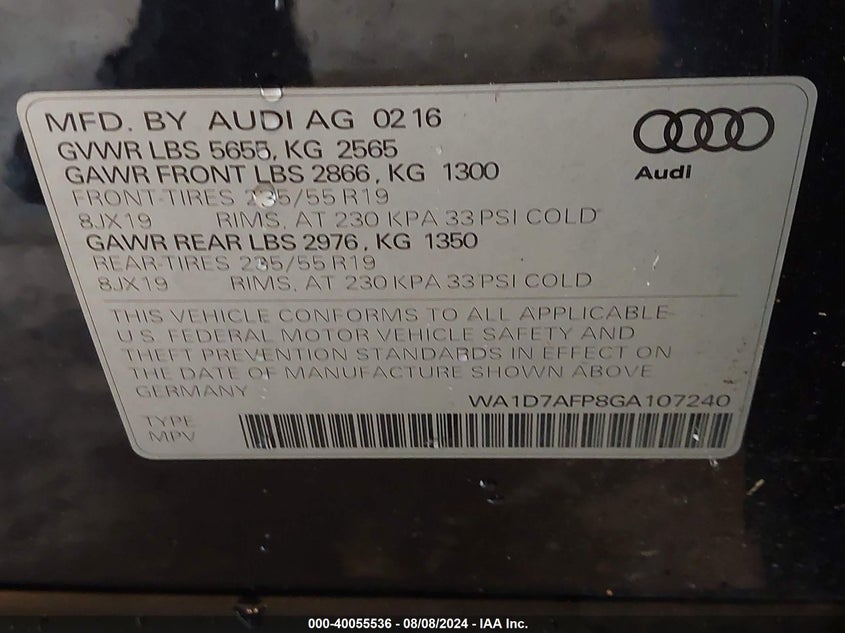 MFD. BY AUDI AG 02 16
GVWR LBS 5655, KG 2565
GAWR FRONT LBS 2866, KG 1300
FRONT-TIRES 235/55 R19
8JX19 RIMS, AT 230 KPA 33 PSI COLD
GAWR REAR LBS 2976, KG 1350
REAR-TIRES 235/55 R19
8JX19 RIMS, AT 230 KPA 33 PSI COLD
Audi
THIS VEHICLE CONFORMS TO ALL APPLICABLE
U.S. FEDERAL MOTOR VEHICLE SAFETY AND
THEFT PREVENTION STANDARDS IN EFFECT ON
THE DATE OF MANUFACTURE SHOWN ABOVE
GERMANY
WA1D7AFP8GA107240
TYPE
MPV
000-40055536 - 08/08/2024 - IAA Inc.